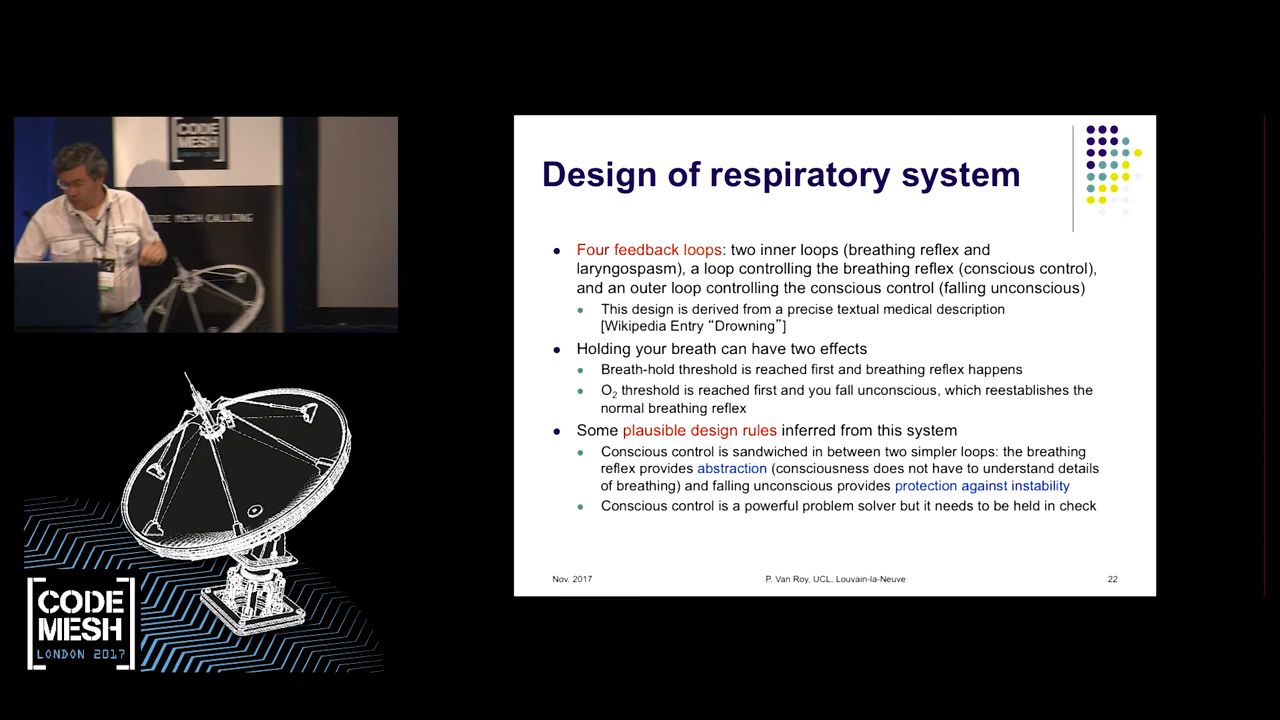 CODE
MESH
LONDON 2017
CODE MESH CALLING
Design of respiratory system
Four feedback loops: two inner loops (breathing reflex and
laryngospasm), a loop controlling the breathing reflex (conscious control),
and an outer loop controlling the conscious control (falling unconscious)
This design is derived from a precise textual medical description
[Wikipedia Entry “Drowning”]
Holding your breath can have two effects
Breath-hold threshold is reached first and breathing reflex happens
O2 threshold is reached first and you fall unconscious, which reestablishes the
normal breathing reflex
Some plausible design rules inferred from this system
Conscious control is sandwiched in between two simpler loops: the breathing
reflex provides abstraction (consciousness does not have to understand details
of breathing) and falling unconscious provides protection against instability
Conscious control is a powerful problem solver but it needs to be held in check
Nov. 2017
P. Van Roy, UCL, Louvain-la-Neuve
22
[CODE
MESH]
LONDON 2017